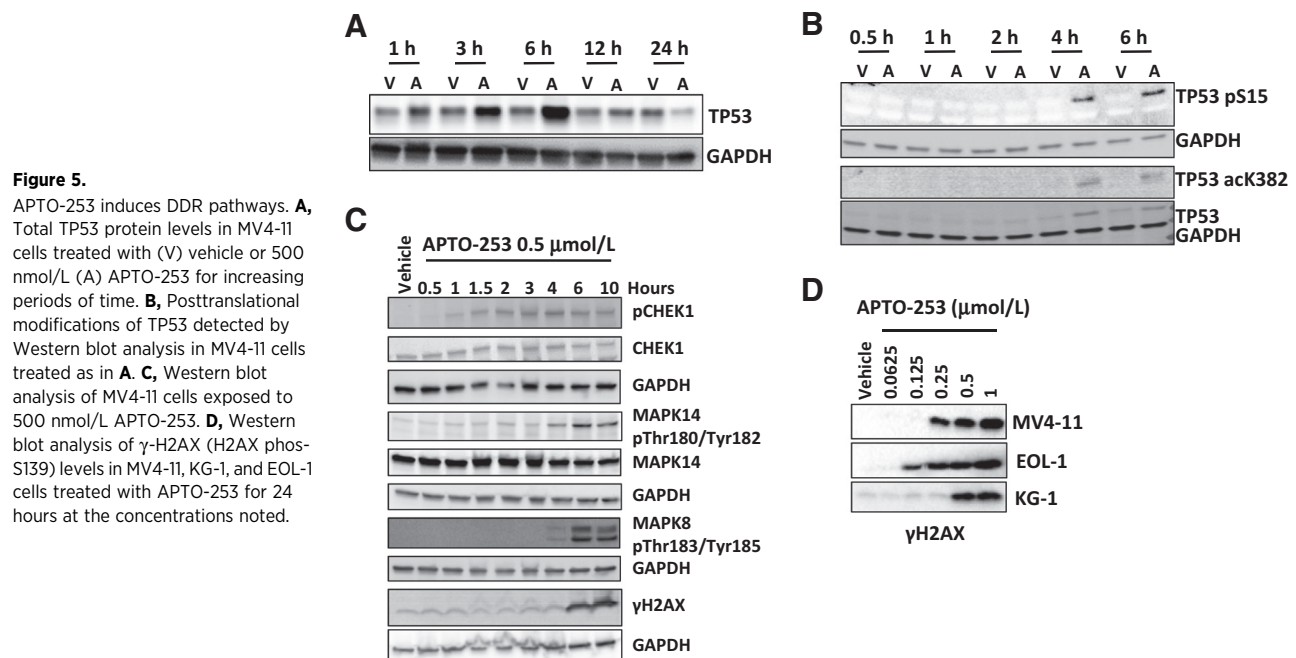 Figure 5.
APTO-253 induces DDR pathways. A,
Total TP53 protein levels in MV4-11
cells treated with (V) vehicle or 500
nmol/L (A) APTO-253 for increasing
periods of time. B, Posttranslational
modifications of TP53 detected by
Western blot analysis in MV4-11 cells
treated as in A. C, Western blot
analysis of MV4-11 cells exposed to
500 nmol/L APTO-253. D, Western
blot analysis of γ-H2AX (H2AX phos-
S139) levels in MV4-11, KG-1, and EOL-1
cells treated with APTO-253 for 24
hours at the concentrations noted.
A
1 h 3 h 6 h 12 h 24 h
V A V A V A V A V A
TP53
GAPDH
B
0.5 h 1 h 2 h 4 h 6 h
V A V A V A V A V A
TP53 pS15
GAPDH
TP53 acK382
TP53
GAPDH
C
Vehicle
APTO-253 0.5 μmol/L
0.5 1 1.5 2 3 4 6 10 Hours
pCHEK1
CHEK1
GAPDH
MAPK14
pThr180/Tyr182
MAPK14
GAPDH
MAPK8
pThr183/Tyr185
GAPDH
γH2AX
GAPDH
D
APTO-253 (μmol/L)
Vehicle 0.0625 0.125 0.25 0.5 1
MV4-11
EOL-1
KG-1
γH2AX